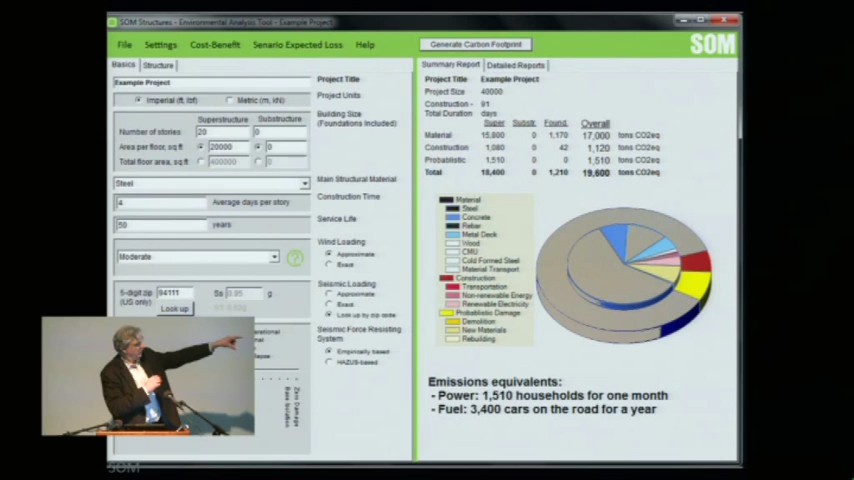 SOM Structures - Environmental Analysis Tool - Example Project
File Settings Cost-Benefit Senario Expected Loss Help Generate Carbon Footprint SOM
Basics Structure
Example Project Project Title
Imperial (ft, lbf) Metric (m, kN) Project Units
Superstructure Substructure Building Size
(Foundations Included)
Number of stories 20 0
Area per floor, sq ft 20000 0
Total floor area, sq ft 400000 0
Steel Main Structural Material
4 Average days per story Construction Time
50 years Service Life
Moderate Wind Loading
Approximate
Exact
5-digit zip 94111 Ss g
(US only)
Look up
Seismic Loading
Approximate
Exact
Look up by zip code
Seismic Force Resisting
System
Empirically based
HAZUS-based
Zero Damage
Base Isolation
Summary Report Detailed Reports
Project Title Example Project
Project Size 40000
Construction - 91
Total Duration days
Super Substr. Found. Overall
Material 15,800 0 1,170 17,000 tons CO2eq
Construction 1,080 0 42 1,120 tons CO2eq
Probablistic 1,510 0 0 1,510 tons CO2eq
Total 18,400 0 1,210 19,600 tons CO2eq
Material
Steel
Concrete
Rebar
Metal Deck
Wood
CMU
Cold Formed Steel
Material Transport
Construction
Transportation
Non-renewable Energy
Renewable Electricity
Probablistic Damage
Demolition
New Materials
Rebuilding
Emissions equivalents:
- Power: 1,510 households for one month
- Fuel: 3,400 cars on the road for a year
SOM